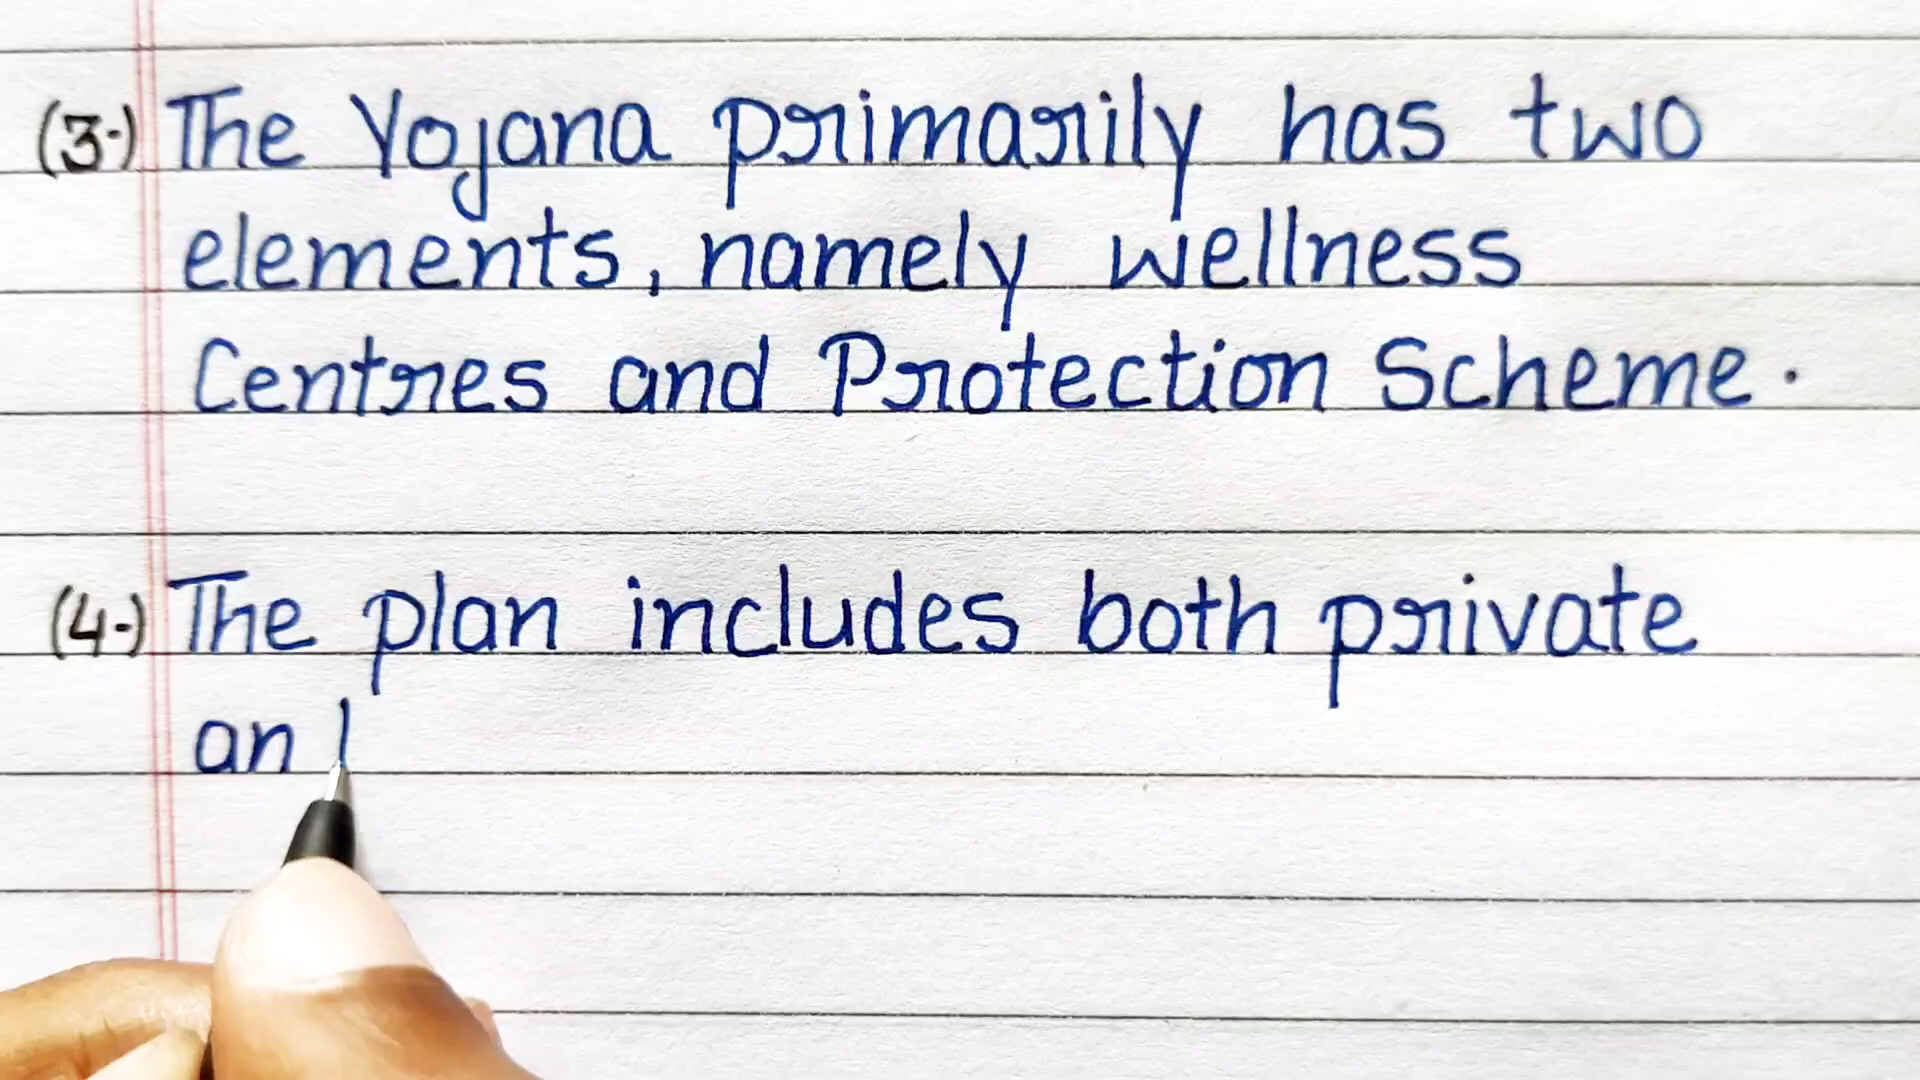 (3.) The Yojana primarily has two
elements, namely wellness
Centres and Protection Scheme.
(4.) The plan includes both private
an